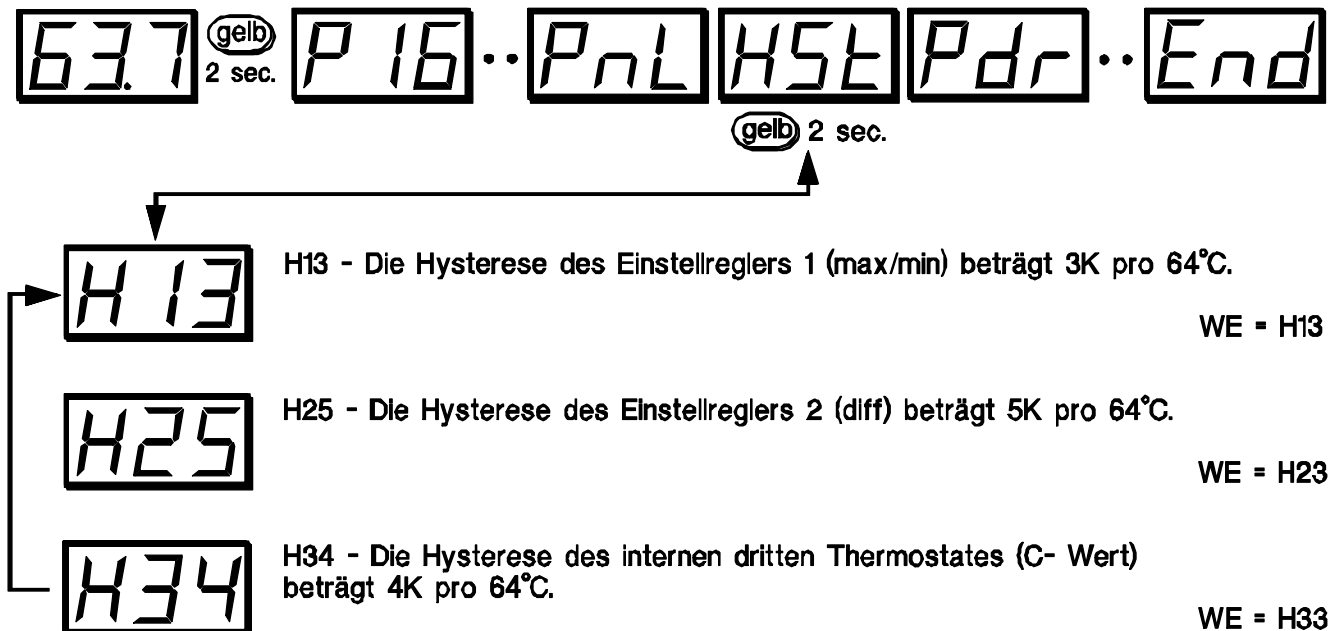 63.7 gelb 2 sec. P16 .. PnL HSt Pdr .. End
gelb 2 sec.
H13 H13 - Die Hysterese des Einstellreglers 1 (max/min) beträgt 3K pro 64°C.
WE = H13
H25 H25 - Die Hysterese des Einstellreglers 2 (diff) beträgt 5K pro 64°C.
WE = H23
H34 H34 - Die Hysterese des internen dritten Thermostates (C- Wert)
beträgt 4K pro 64°C.
WE = H33